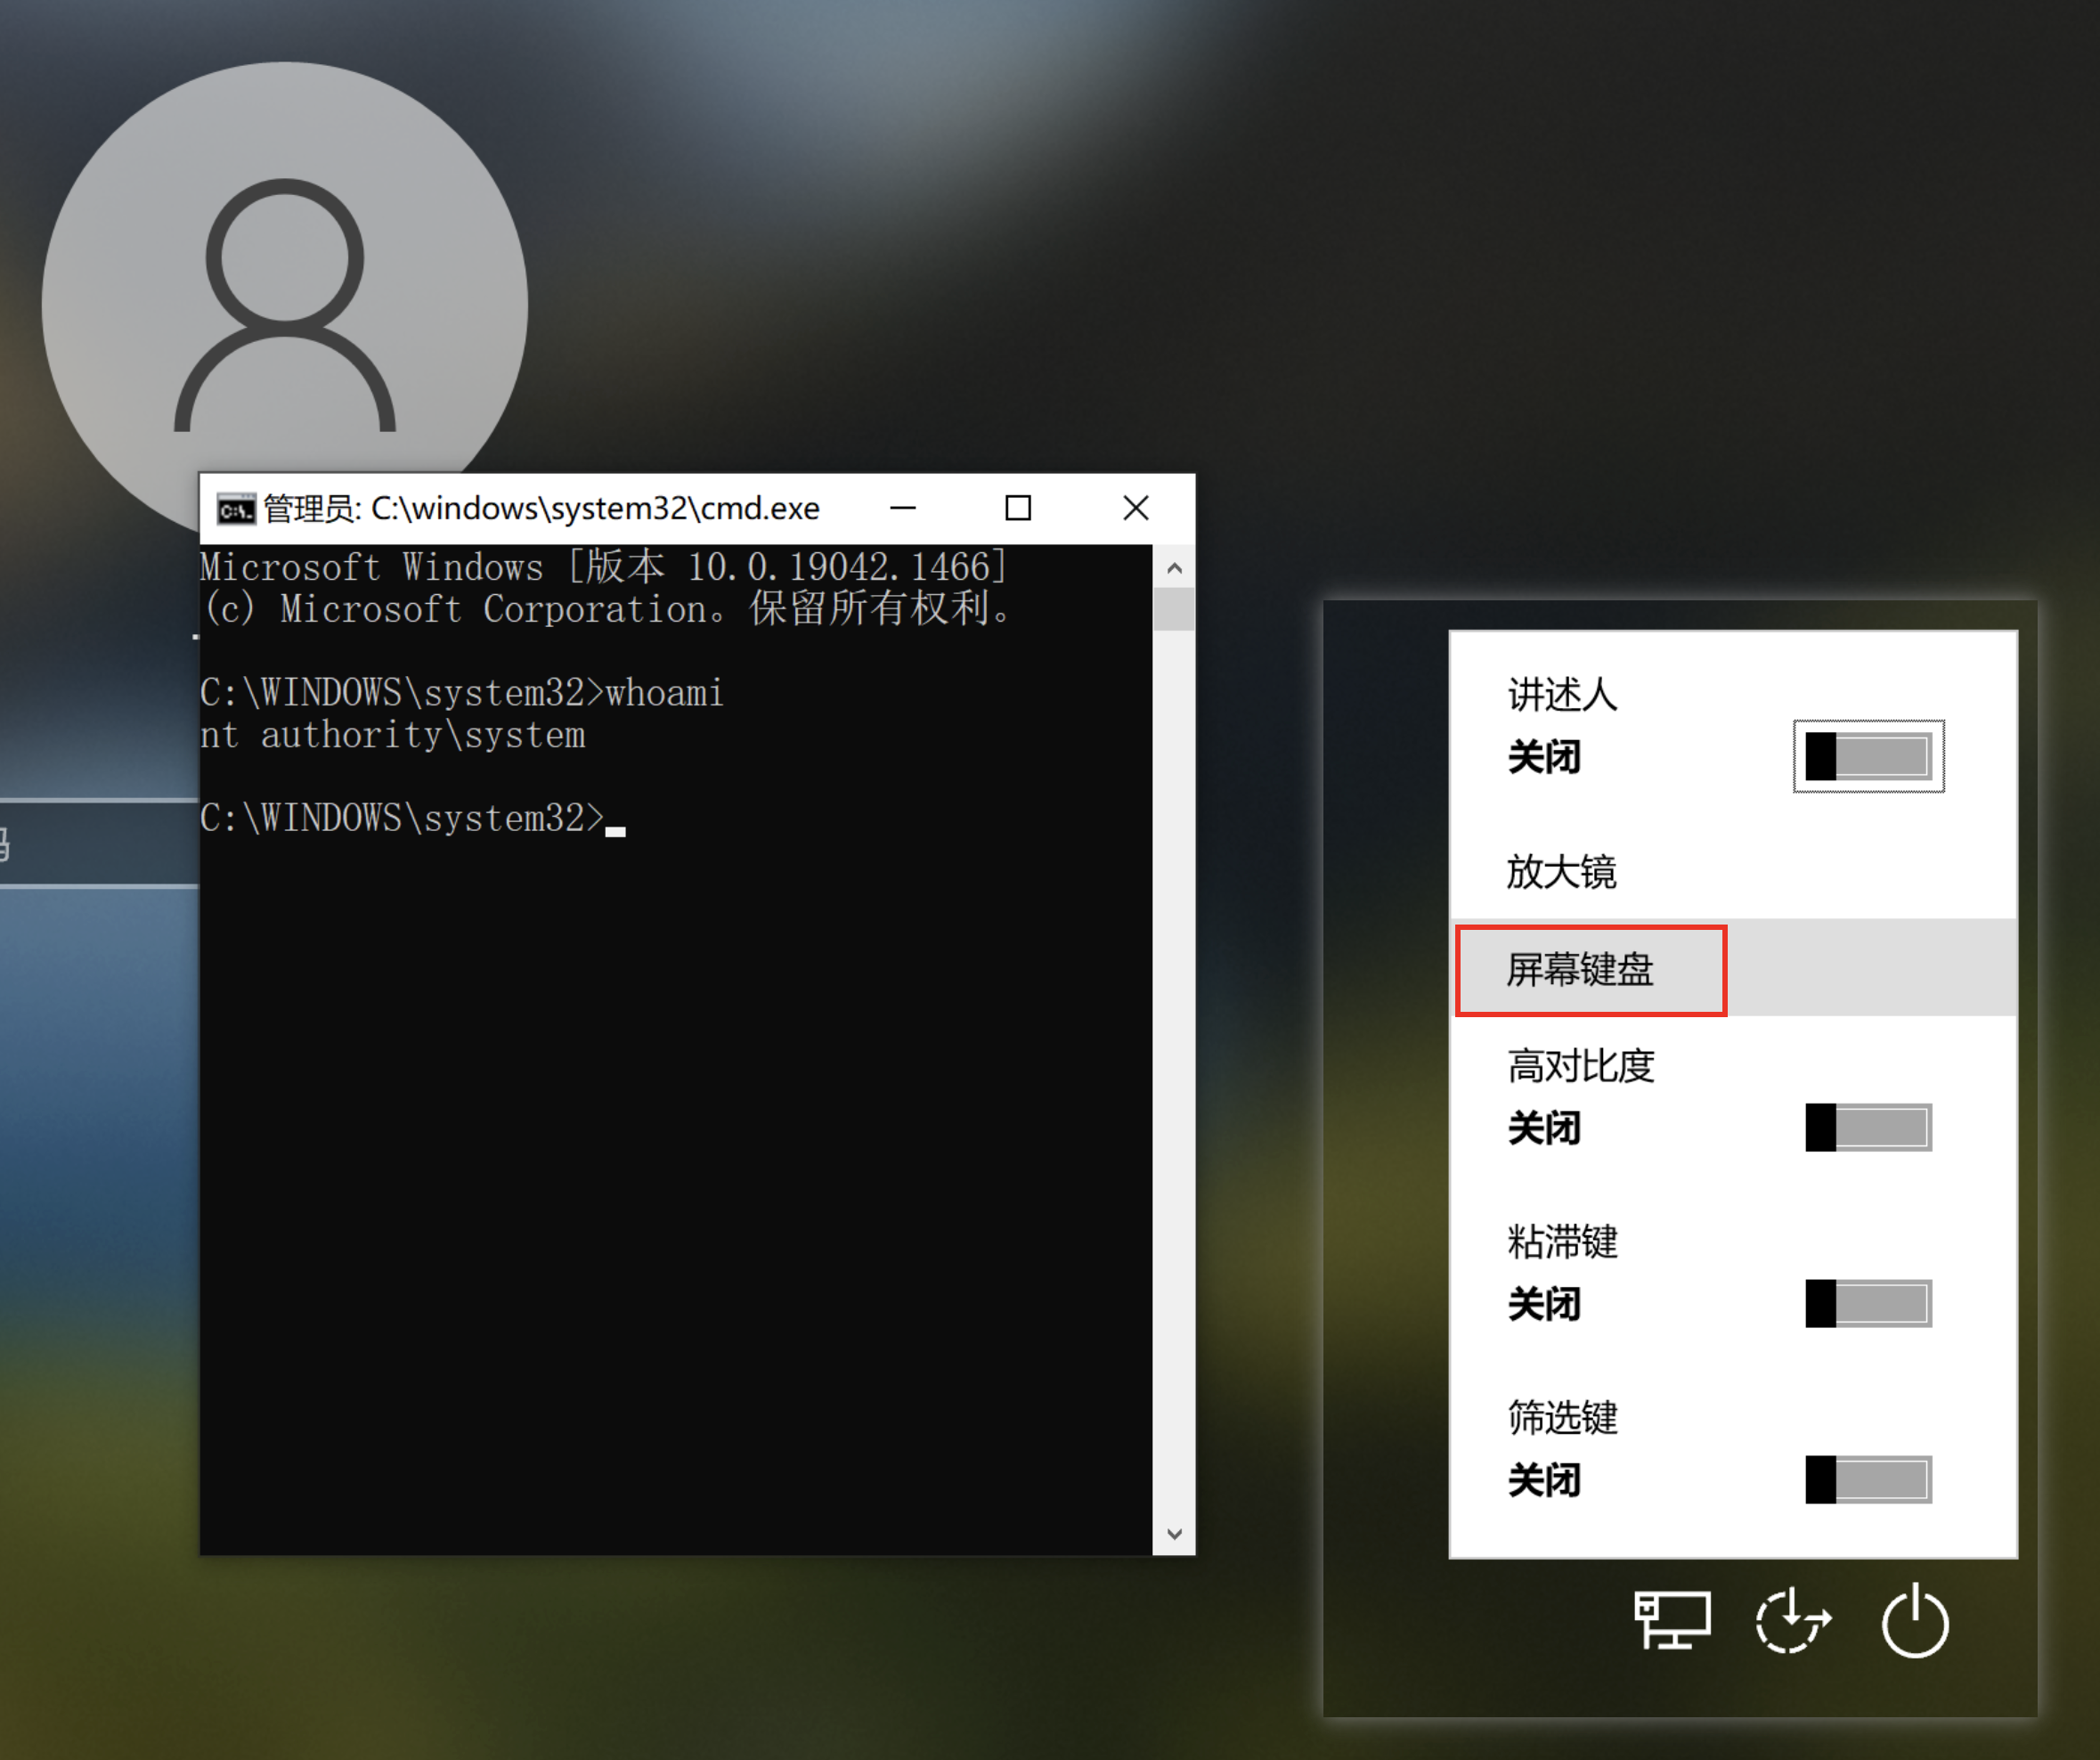 管理员: C:\windows\system32\cmd.exe
Microsoft Windows [版本 10.0.19042.1466]
(c) Microsoft Corporation。保留所有权利。
C:\WINDOWS\system32>whoami
nt authority\system
C:\WINDOWS\system32>
讲述人
关闭
放大镜
屏幕键盘
高对比度
关闭
粘滞键
关闭
筛选键
关闭